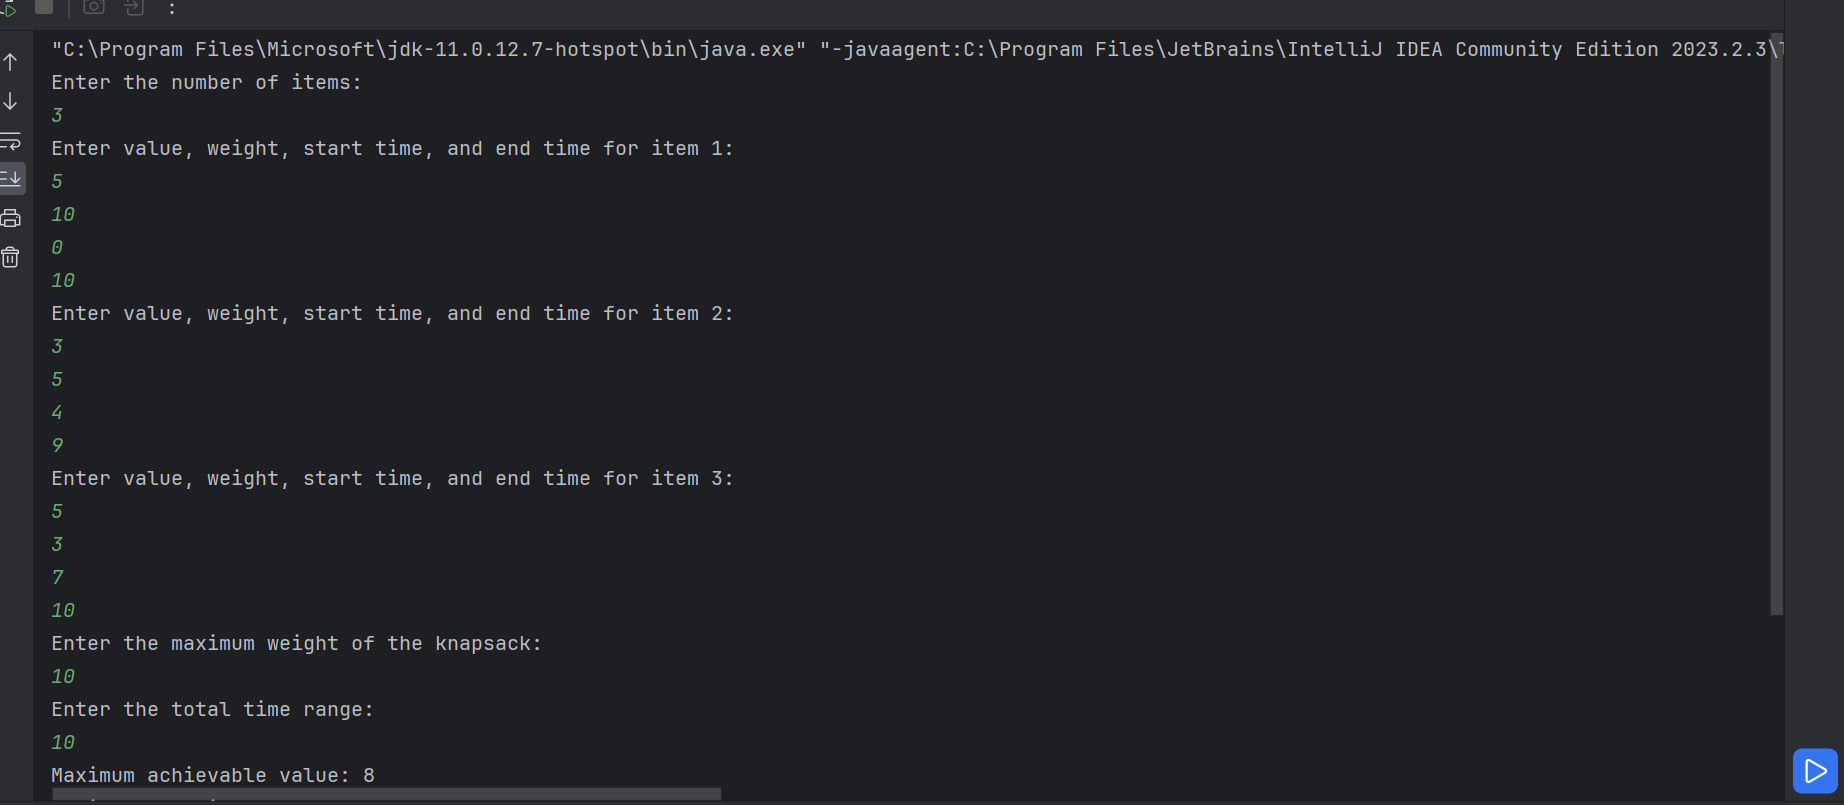 "C:\Program Files\Microsoft\jdk-11.0.12.7-hotspot\bin\java.exe" "-javaagent:C:\Program Files\JetBrains\IntelliJ IDEA Community Edition 2023.2.3\
Enter the number of items:
3
Enter value, weight, start time, and end time for item 1:
5
10
0
10
Enter value, weight, start time, and end time for item 2:
3
5
4
9
Enter value, weight, start time, and end time for item 3:
5
3
7
10
Enter the maximum weight of the knapsack:
10
Enter the total time range:
10
Maximum achievable value: 8